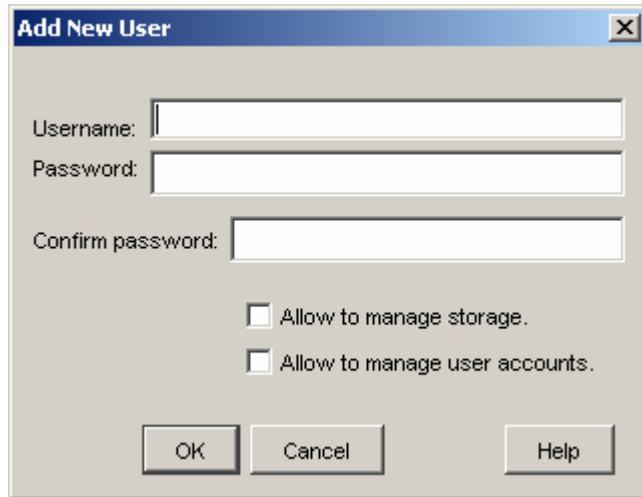 Add New User
Username:
Password:
Confirm password:
Allow to manage storage.
Allow to manage user accounts.
OK Cancel Help